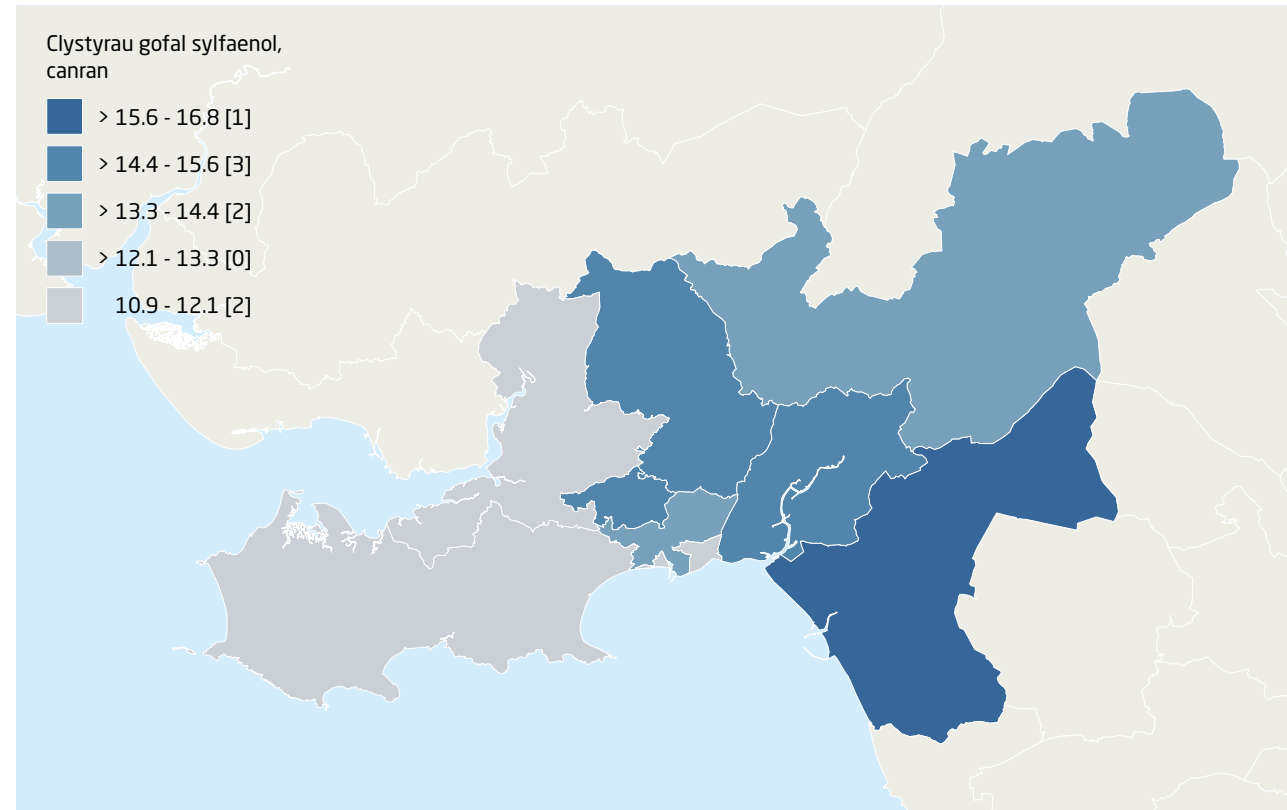 Clystyrau gofal sylfaenol,
canran
> 15.6 - 16.8 [1]
> 14.4 - 15.6 [3]
> 13.3 - 14.4 [2]
> 12.1 - 13.3 [0]
10.9 - 12.1 [2]